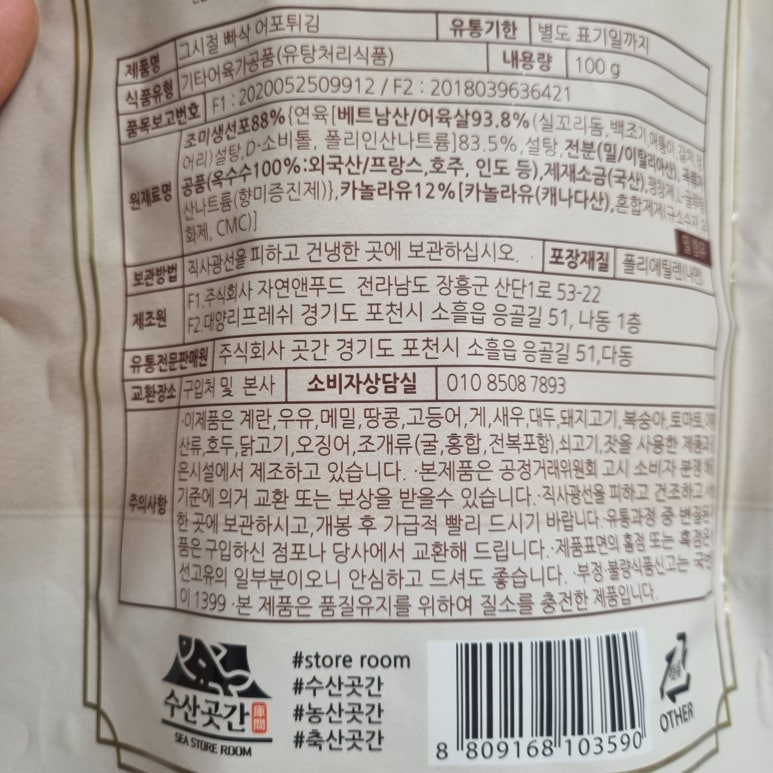 제품명 그시절 빠삭 어포튀김 유통기한 별도 표기일까지
식품유형 기타어육가공품(유탕처리식품) 내용량 100 g
품목보고번호 F1 : 2020052509912 / F2 : 2018039636421
원재료명 조미생선포88%{연육[베트남산/어육살93.8%(실꼬리돔, 백조기,
어리)설탕,D-소비톨, 폴리인산나트륨]83.5%, 설탕, 전분(밀/이탈리아산),
공품(옥수수100%:외국산/프랑스,호주, 인도 등),제재소금(국산),팽창제,
산나트륨(향미증진제)},카놀라유12%[카놀라유(캐나다산),혼합제제(규소수지,
화제, CMC)]
보관방법 직사광선을 피하고 건냉한 곳에 보관하십시오. 포장재질 폴리에틸렌(내면)
제조원 F1.주식회사 자연앤푸드 전라남도 장흥군 산단1로 53-22
F2.대양리프레쉬 경기도 포천시 소흘읍 응골길 51, 나동 1층
유통전문판매원 주식회사 곳간 경기도 포천시 소흘읍 응골길 51,다동
교환장소 구입처 및 본사 소비자상담실 010 8508 7893
주의사항 ·이제품은 계란,우유,메밀,땅콩,고등어,게,새우,대두,돼지고기,복숭아,토마토,
산류,호두,닭고기,오징어,조개류(굴,홍합,전복포함),쇠고기,잣을 사용한 제품과
은시설에서 제조하고 있습니다. ·본제품은 공정거래위원회 고시 소비자 분쟁
기준에 의거 교환 또는 보상을 받을수 있습니다.·직사광선을 피하고 건조하고
한 곳에 보관하시고,개봉 후 가급적 빨리 드시기 바랍니다.·유통과정 중 변질된
품은 구입하신 점포나 당사에서 교환해 드립니다.·제품표면의 홍점 또는 흑점은
선고유의 일부분이오니 안심하고 드셔도 좋습니다. ·부정·불량식품신고는 국번
이 1399 ·본 제품은 품질유지를 위하여 질소를 충전한 제품입니다.
수산곳간 庫間
SEA STORE ROOM
#store room
#수산곳간
#농산곳간
#축산곳간
8 809168 103590
OTHER